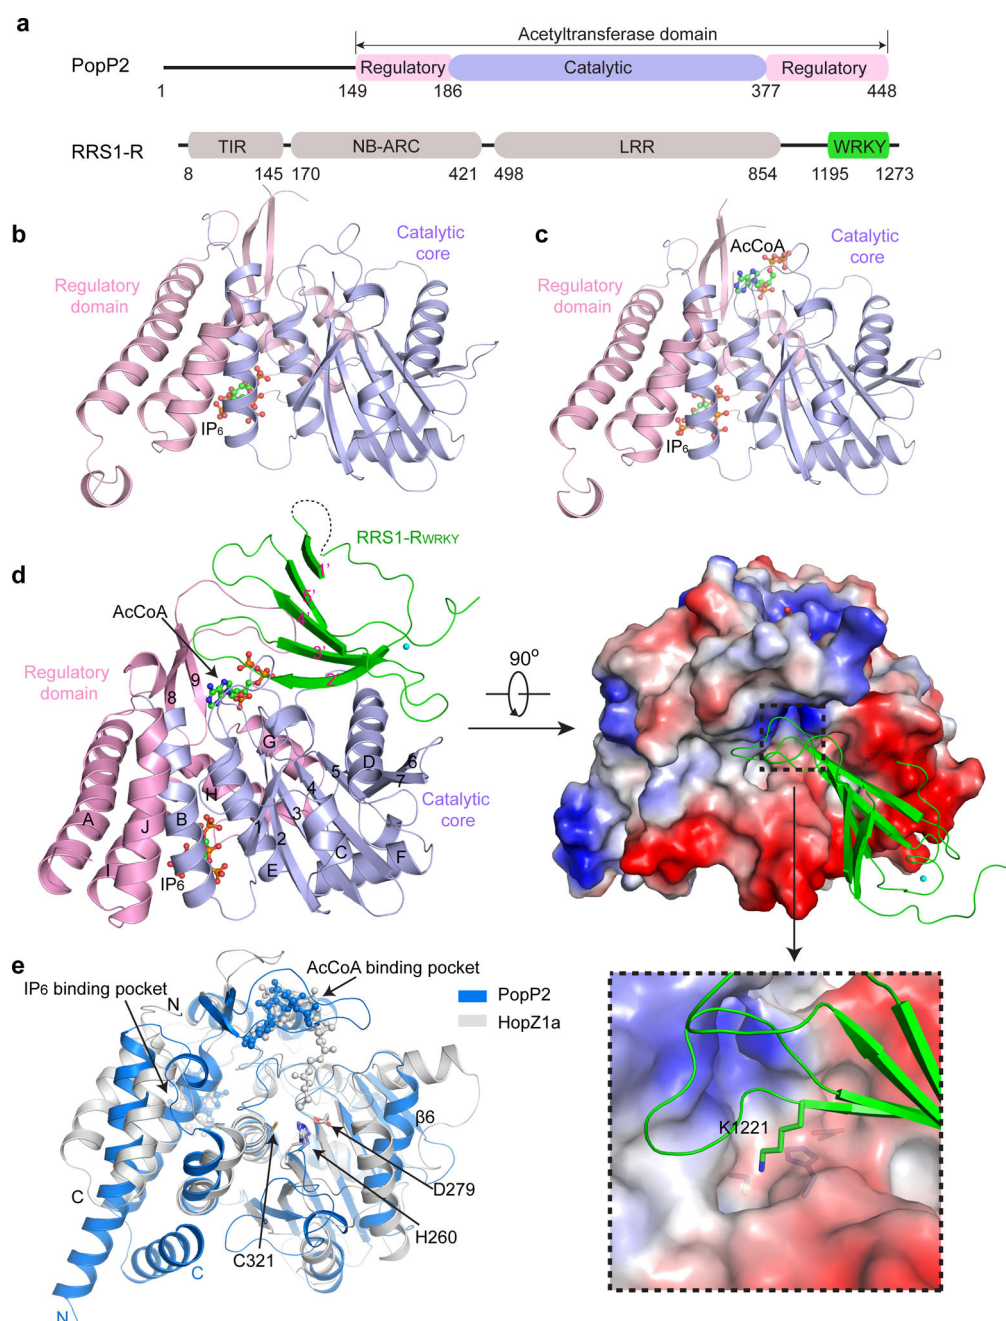 a
Acetyltransferase domain
PopP2
Regulatory
Catalytic
Regulatory
1
149
186
377
448
RRS1-R
TIR
NB-ARC
LRR
WRKY
8
145
170
421
498
854
1195
1273
b
Catalytic
core
Regulatory
domain
IP6
c
AcCoA
Catalytic
core
Regulatory
domain
IP6
d
RRS1-RWRKY
1'
5'
4'
3'
2'
AcCoA
Regulatory
domain
8
9
G
5
D
6
7
4
H
3
A
J
B
1
2
C
F
I
E
IP6
Catalytic
core
90o
K1221
e
AcCoA binding pocket
IP6 binding pocket
N
PopP2
HopZ1a
β6
D279
H260
C321
C
C
N